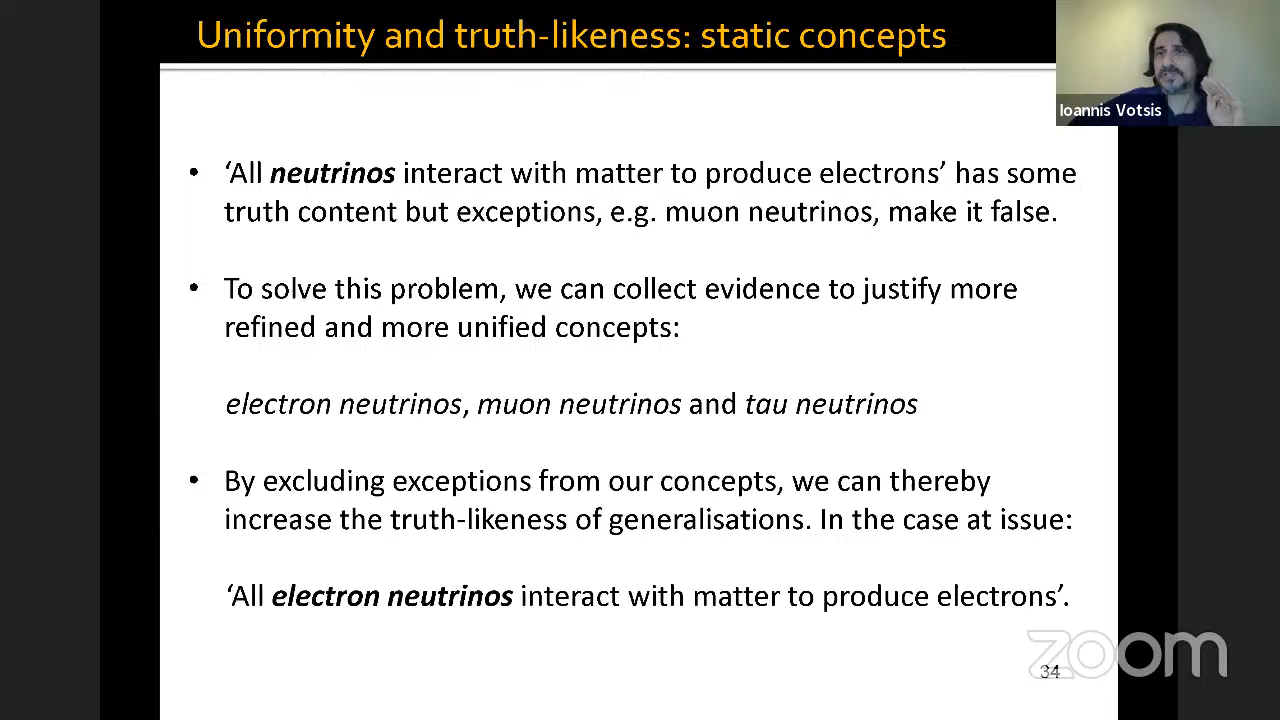 Uniformity and truth-likeness: static concepts
Ioannis Votsis
• ‘All neutrinos interact with matter to produce electrons’ has some
truth content but exceptions, e.g. muon neutrinos, make it false.
• To solve this problem, we can collect evidence to justify more
refined and more unified concepts:
electron neutrinos, muon neutrinos and tau neutrinos
• By excluding exceptions from our concepts, we can thereby
increase the truth-likeness of generalisations. In the case at issue:
‘All electron neutrinos interact with matter to produce electrons’.
zoom
34